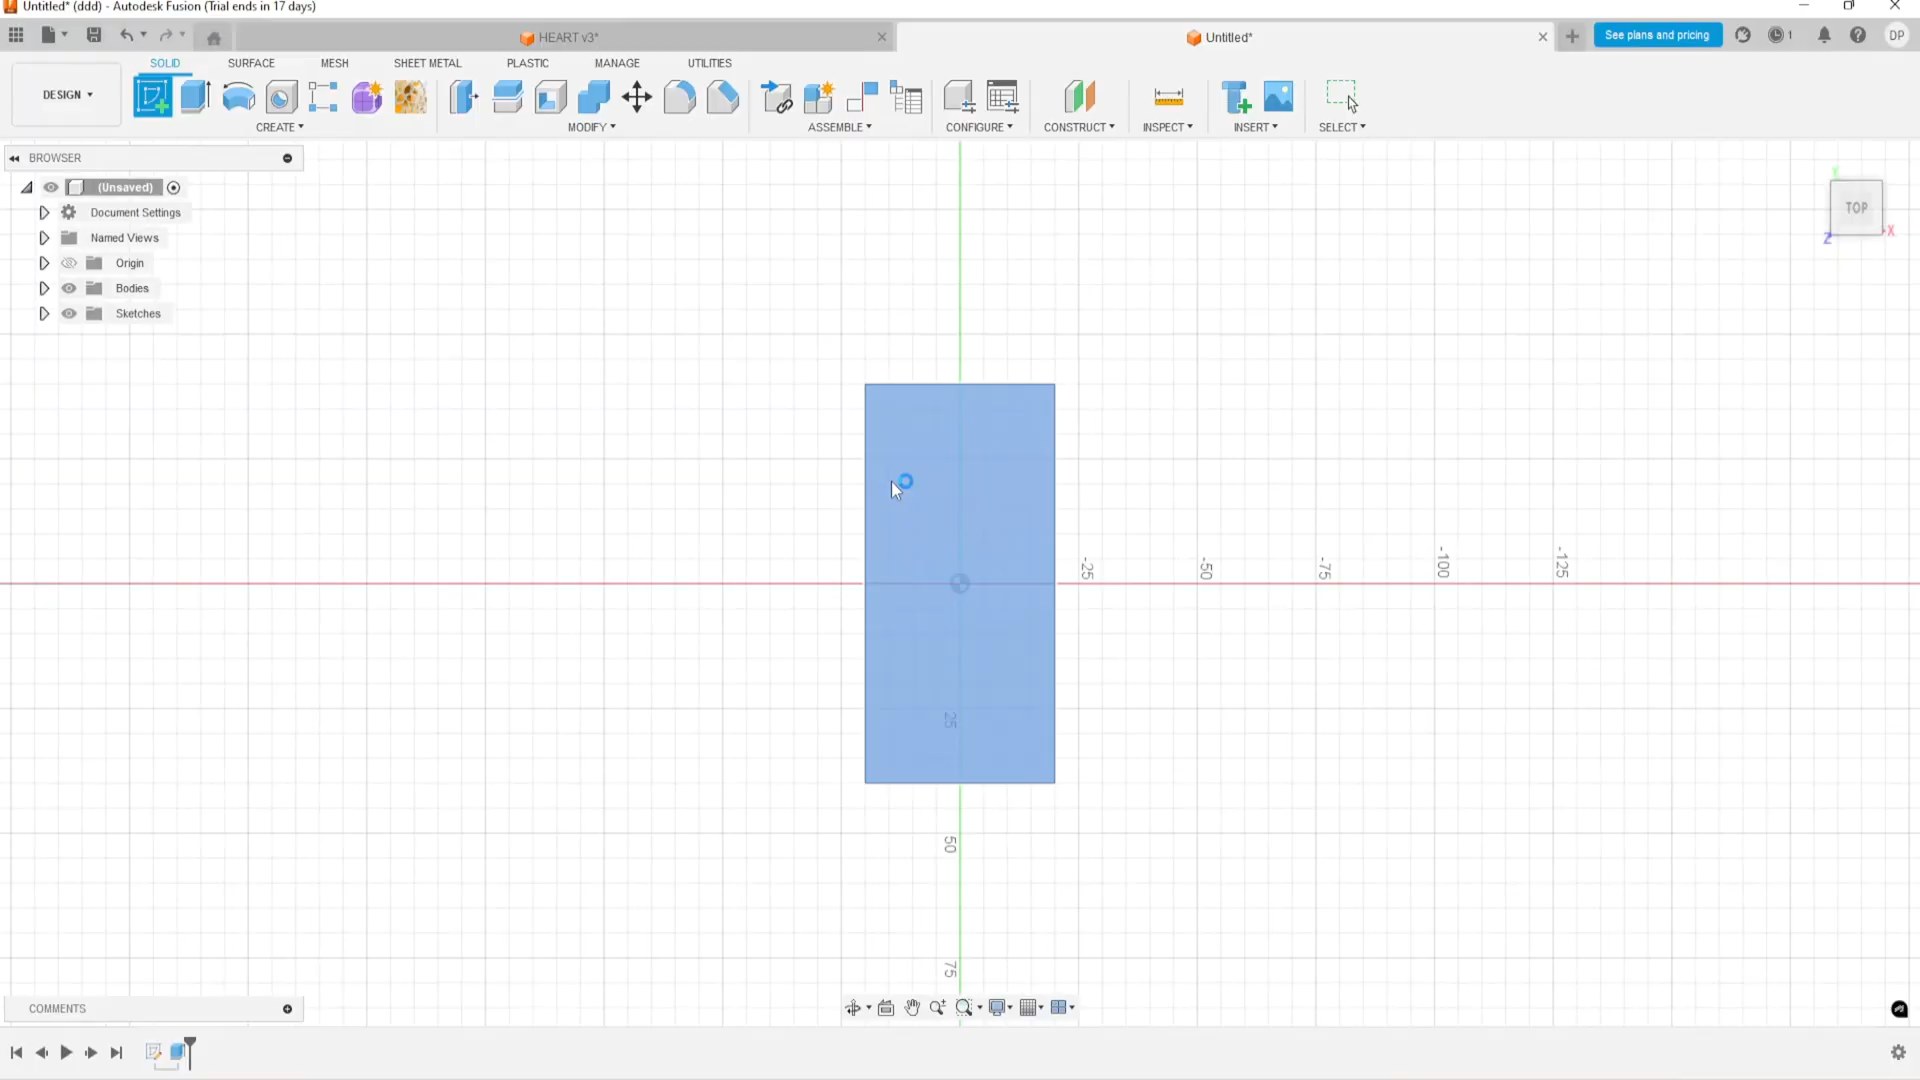 Untitled* (ddd) - Autodesk Fusion (Trial ends in 17 days)
HEART v3*
Untitled*
See plans and pricing
1
DP
DESIGN
SOLID
SURFACE
MESH
SHEET METAL
PLASTIC
MANAGE
UTILITIES
CREATE
MODIFY
ASSEMBLE
CONFIGURE
CONSTRUCT
INSPECT
INSERT
SELECT
BROWSER
(Unsaved)
Document Settings
Named Views
Origin
Bodies
Sketches
Y
TOP
X
Z
-25
-50
-75
-100
-125
25
50
75
COMMENTS